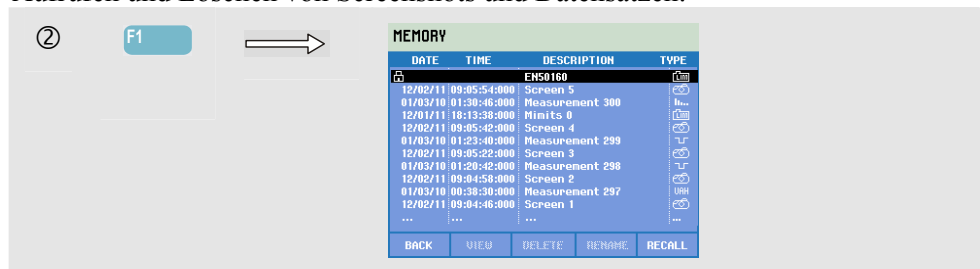 Aufrufen und Löschen von Screenshots und Datensätzen:
② F1
MEMORY
DATE TIME DESCRIPTION TYPE
EN50160
12/02/11 09:05:54:000 Screen 5
01/03/10 01:30:46:000 Measurement 300
12/01/11 18:13:38:000 Mimits 0
12/02/11 09:05:42:000 Screen 4
01/03/10 01:23:40:000 Measurement 299
12/02/11 09:05:22:000 Screen 3
01/03/10 01:20:42:000 Measurement 298
12/02/11 09:04:58:000 Screen 2
01/03/10 00:38:30:000 Measurement 297 VAH
12/02/11 09:04:46:000 Screen 1
... ... ... ...
BACK VIEW DELETE RENAME RECALL